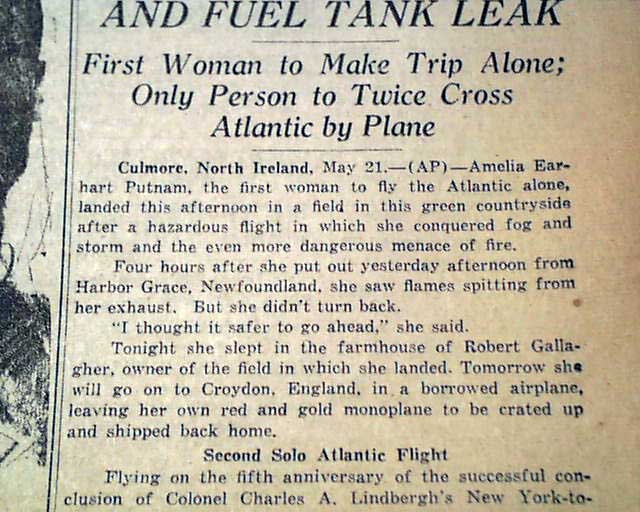 AND FUEL TANK LEAK
First Woman to Make Trip Alone;
Only Person to Twice Cross
Atlantic by Plane
Culmore, North Ireland, May 21.—(AP)—Amelia Ear-
hart Putnam, the first woman to fly the Atlantic alone,
landed this afternoon in a field in this green countryside
after a hazardous flight in which she conquered fog and
storm and the even more dangerous menace of fire.
Four hours after she put out yesterday afternoon from
Harbor Grace, Newfoundland, she saw flames spitting from
her exhaust. But she didn't turn back.
"I thought it safer to go ahead," she said.
Tonight she slept in the farmhouse of Robert Galla-
gher, owner of the field in which she landed. Tomorrow she
will go on to Croydon, England, in a borrowed airplane,
leaving her own red and gold monoplane to be crated up
and shipped back home.
Second Solo Atlantic Flight
Flying on the fifth anniversary of the successful con-
clusion of Colonel Charles A. Lindbergh's New York-to-